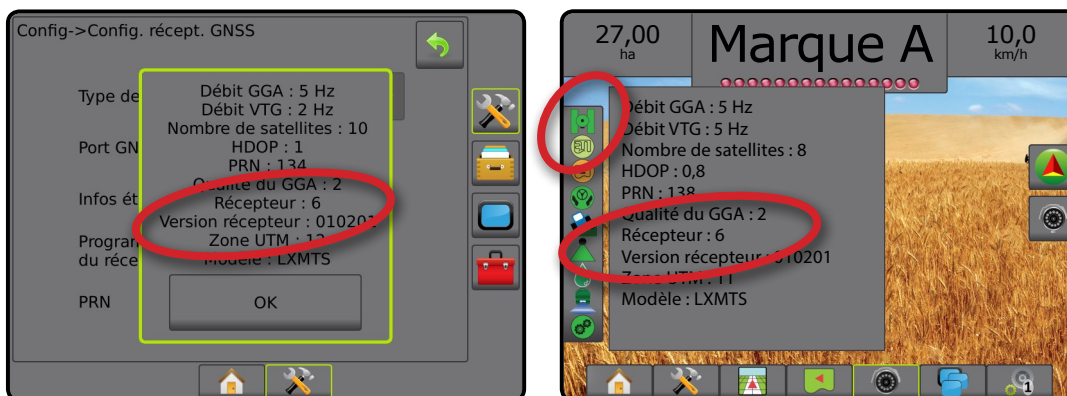 Config->Config. récept. GNSS
Type de
Port GN
Infos ét
Program
du réce
PRN
Débit GGA : 5 Hz
Débit VTG : 2 Hz
Nombre de satellites : 10
HDOP : 1
PRN : 134
Qualité du GGA : 2
Récepteur : 6
Version récepteur : 010201
Zone UTM : 12
Modèle : LXMTS
OK
27,00
ha
Marque A
10,0
km/h
Débit GGA : 5 Hz
Débit VTG : 5 Hz
Nombre de satellites : 8
HDOP : 0,8
PRN : 138
Qualité du GGA : 2
Récepteur : 6
Version récepteur : 010201
Zone UTM : 11
Modèle : LXMTS
1